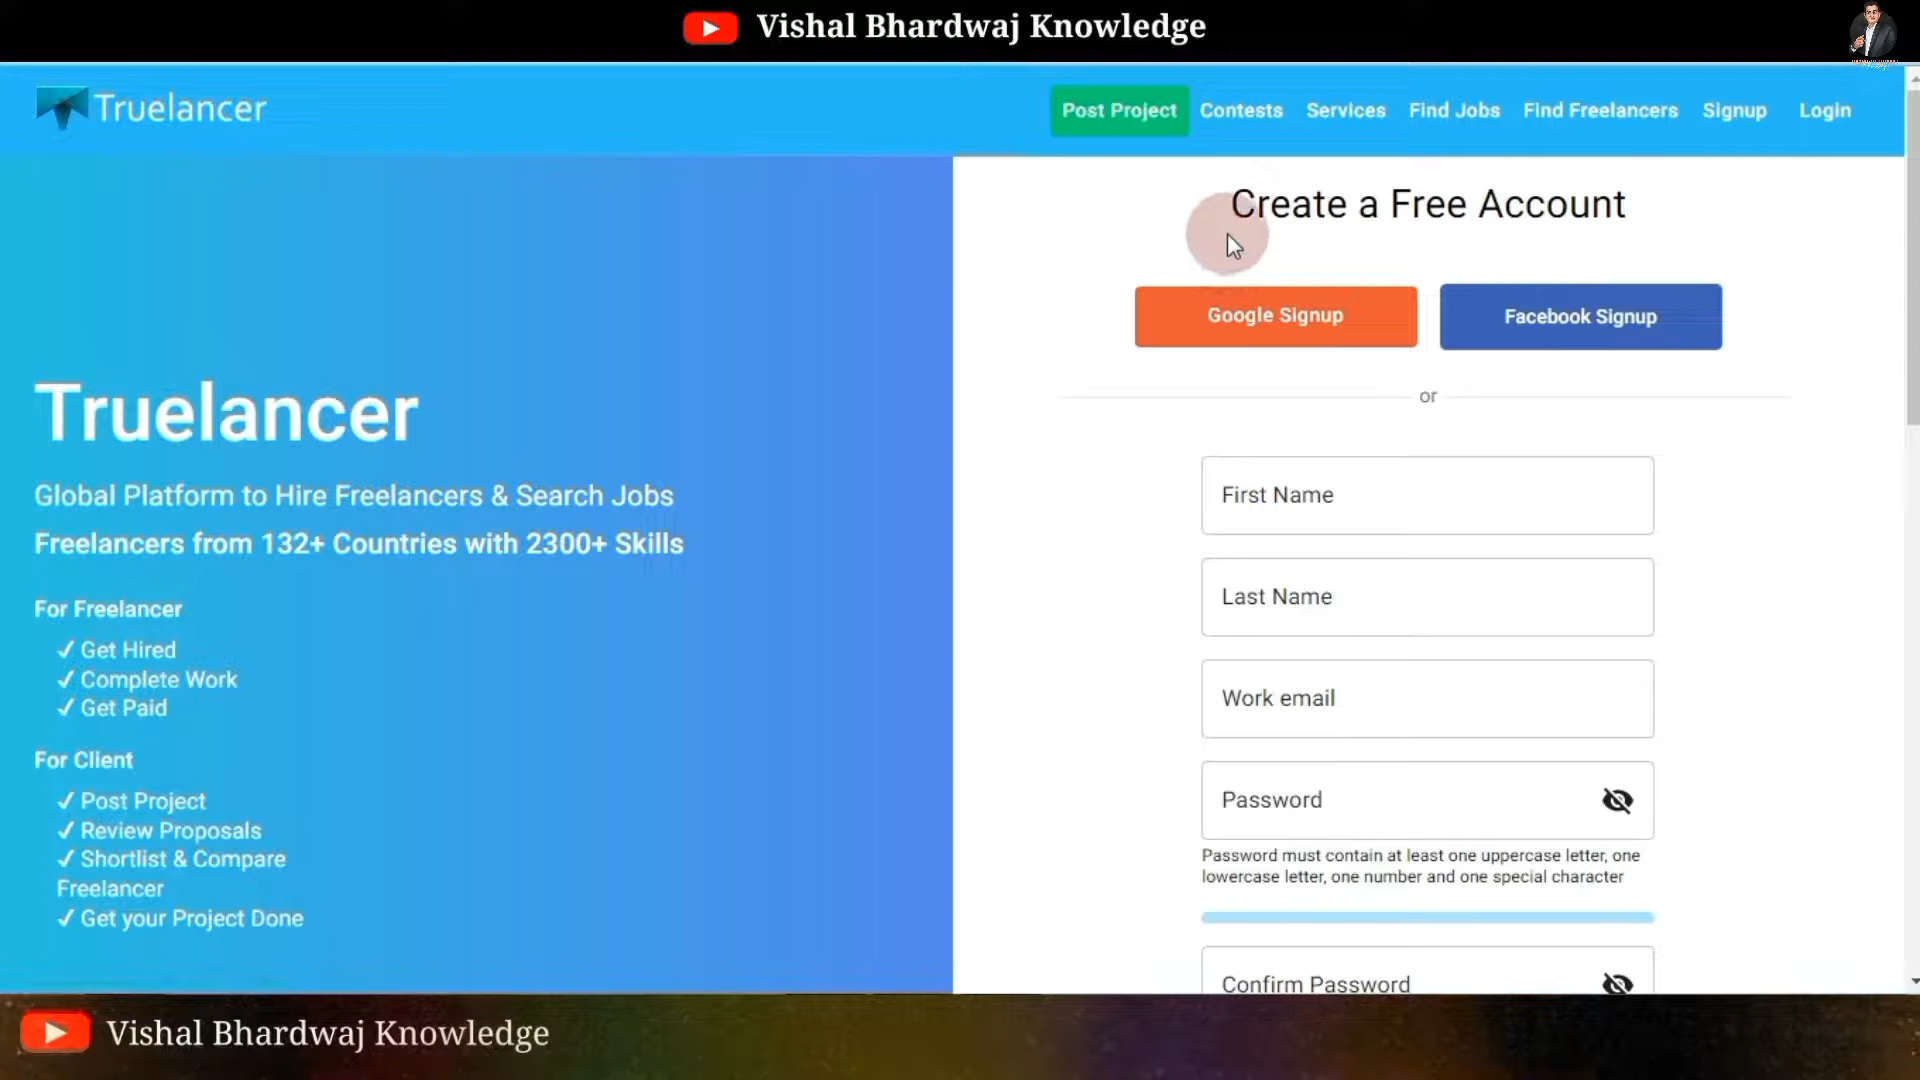 Vishal Bhardwaj Knowledge
Truelancer
Post Project Contests Services Find Jobs Find Freelancers Signup Login
Truelancer
Global Platform to Hire Freelancers & Search Jobs
Freelancers from 132+ Countries with 2300+ Skills
For Freelancer
✓ Get Hired
✓ Complete Work
✓ Get Paid
For Client
✓ Post Project
✓ Review Proposals
✓ Shortlist & Compare
Freelancer
✓ Get your Project Done
Create a Free Account
Google Signup Facebook Signup
or
First Name
Last Name
Work email
Password
Password must contain at least one uppercase letter, one
lowercase letter, one number and one special character
Confirm Password
Vishal Bhardwaj Knowledge